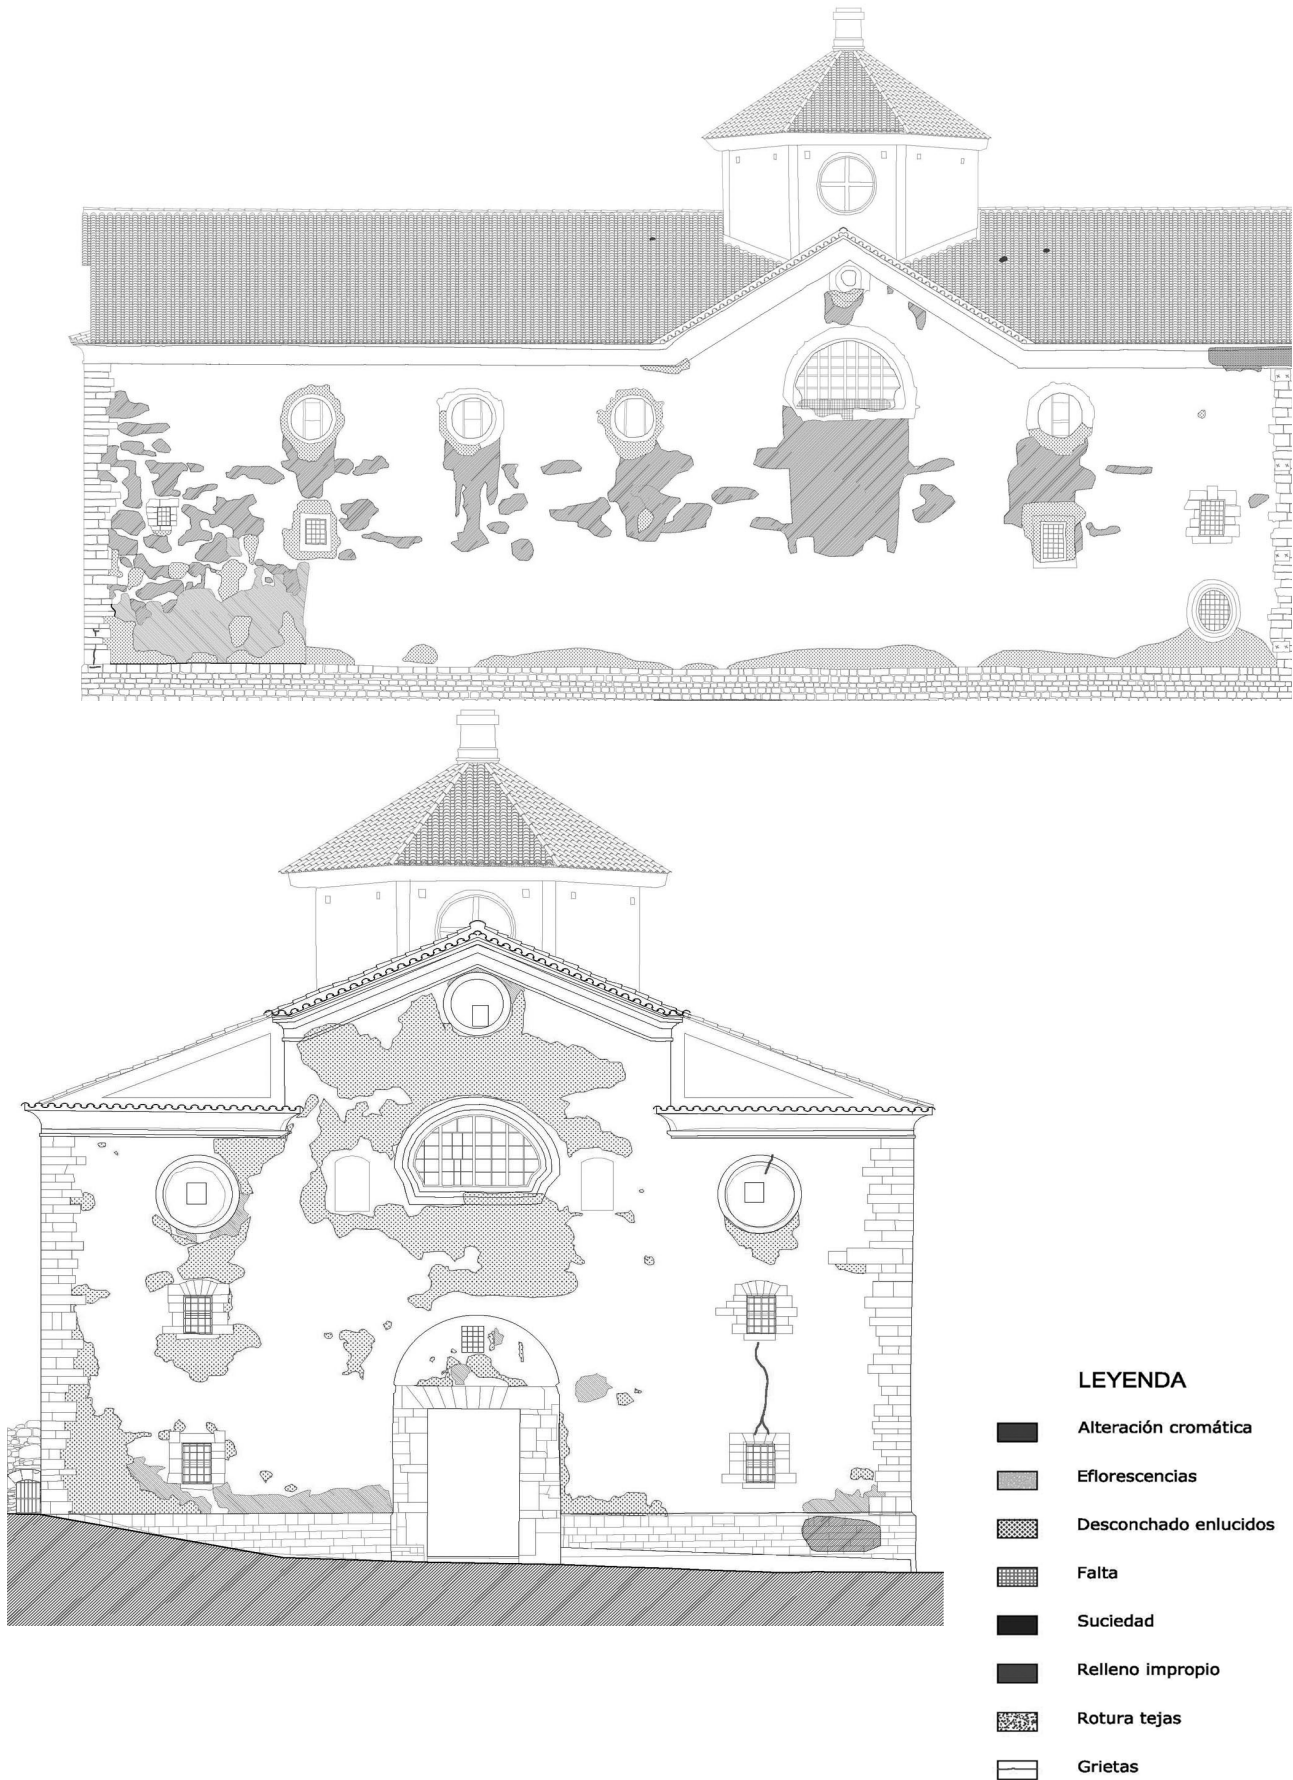 LEYENDA
Alteración cromática
Eflorescencias
Desconchado enlucidos
Falta
Suciedad
Relleno impropio
Rotura tejas
Grietas